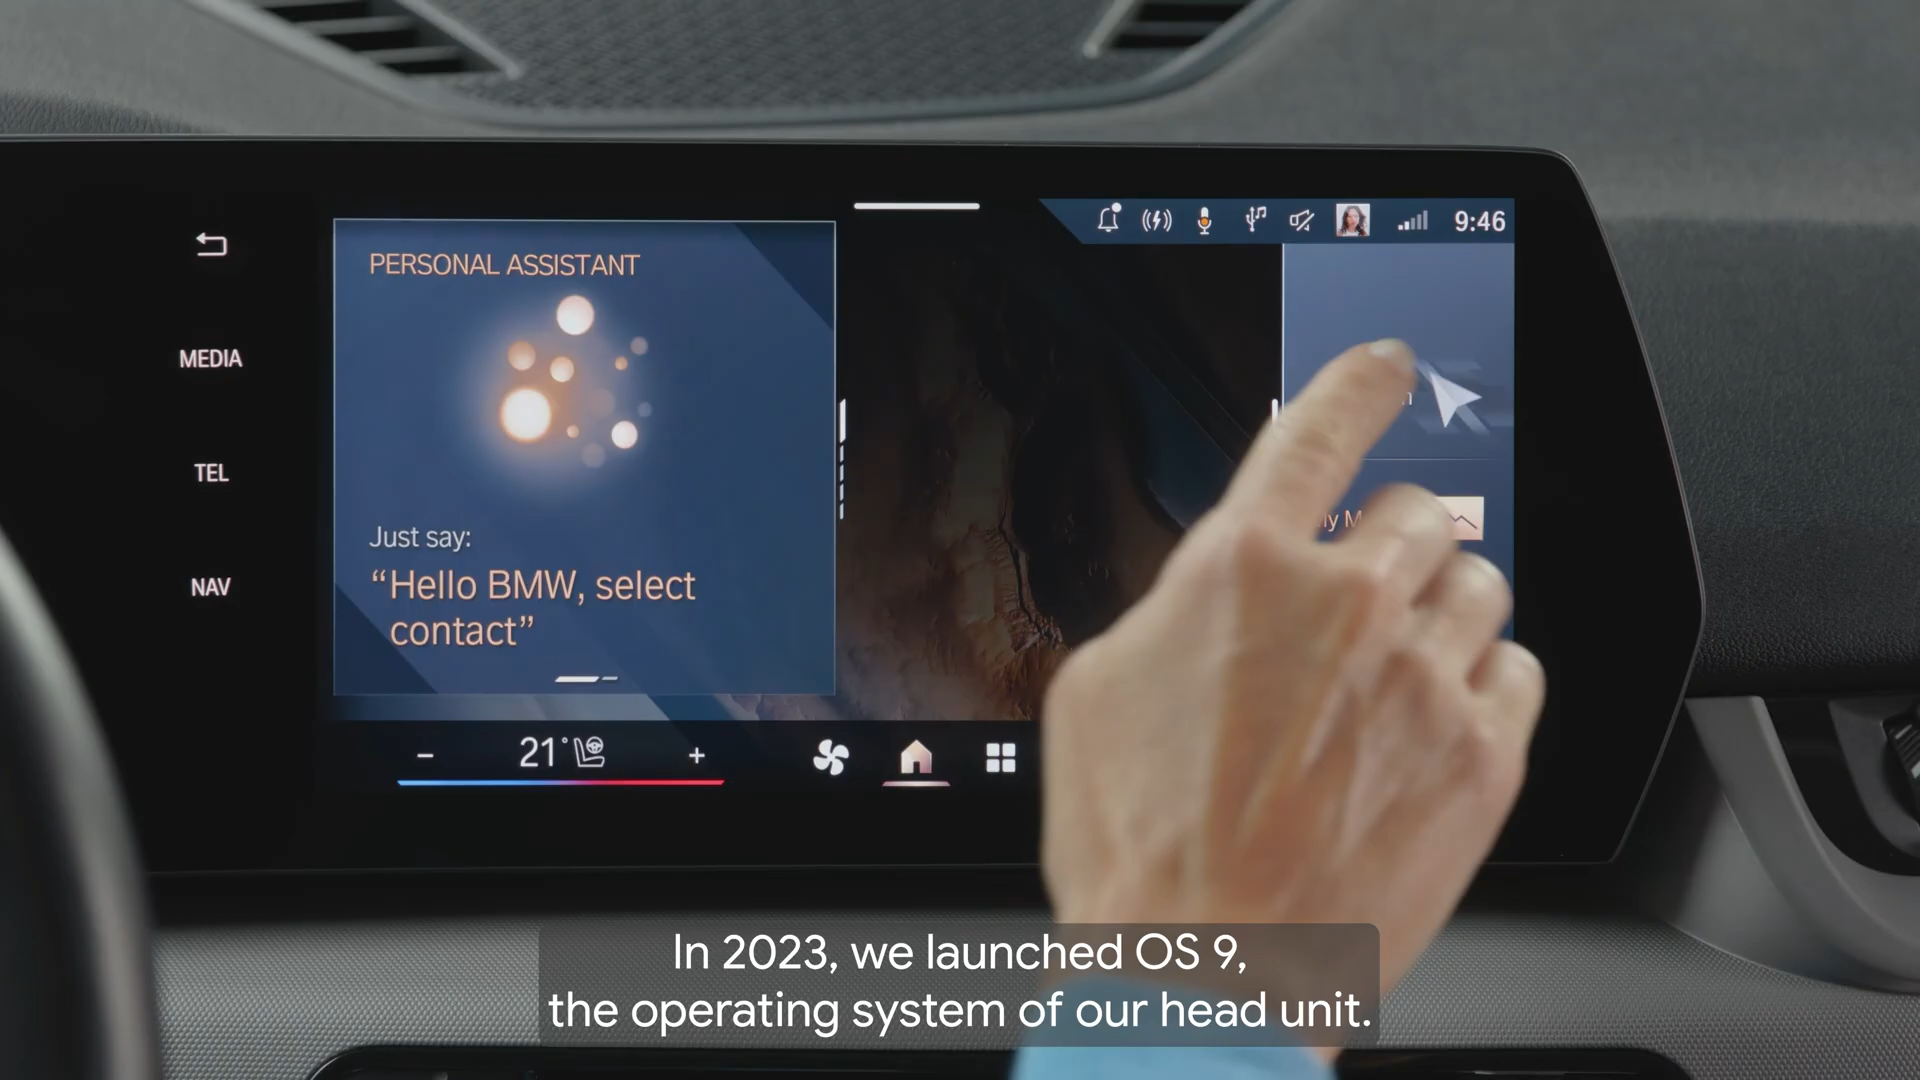 9:46
PERSONAL ASSISTANT
MEDIA
TEL
NAV
Just say:
“Hello BMW, select
contact”
− 21° +
In 2023, we launched OS 9,
the operating system of our head unit.